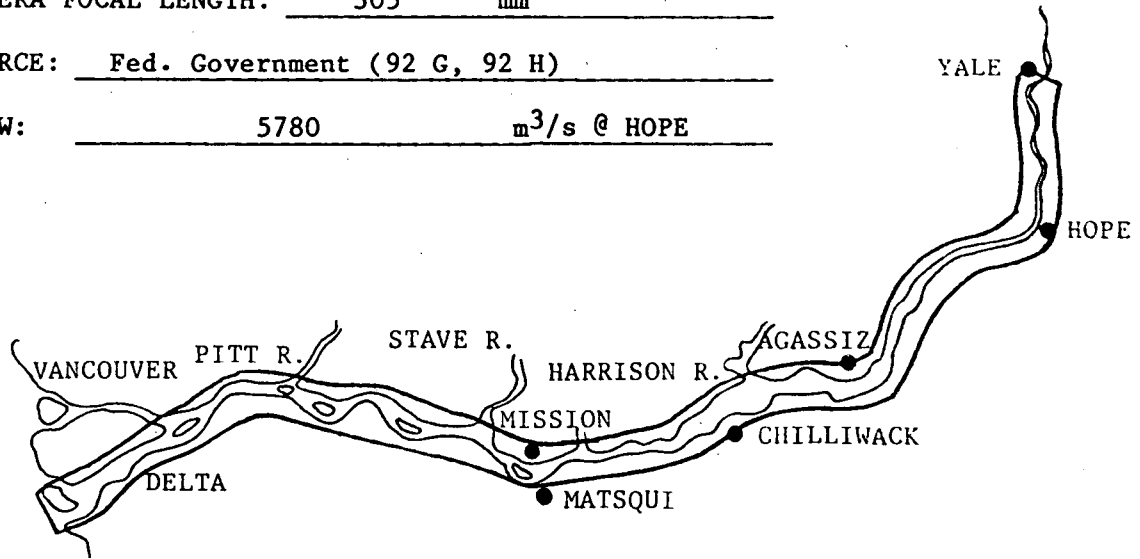 ERA FOCAL LENGTH: 305 mm
RCE: Fed. Government (92 G, 92 H)
W: 5780 m³/s @ HOPE
YALE
HOPE
STAVE R.
AGASSIZ
PITT R.
VANCOUVER
HARRISON R.
MISSION
CHILLIWACK
DELTA
MATSQUI